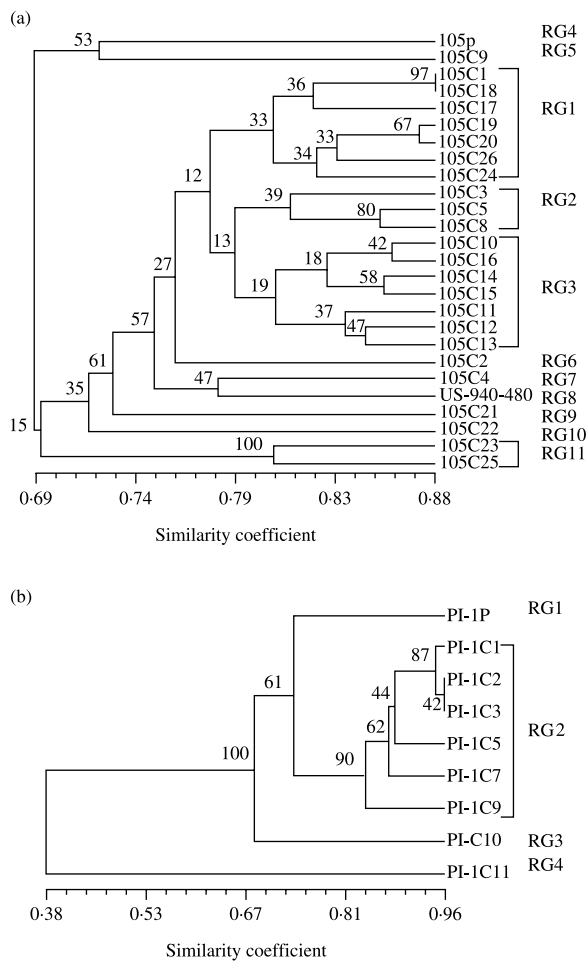 (a)
53
105p RG4
105C9 RG5
97
105C1
36
105C18
RG1
105C17
33
67
105C19
33
105C20
105C26
34
105C24
12
39
105C3
RG2
80
105C5
105C8
13
42
105C10
18
105C16
58
105C14
RG3
27
19
105C15
37
105C11
57
47
105C12
105C13
105C2 RG6
61
47
105C4 RG7
US-940-480 RG8
35
105C21 RG9
15
105C22 RG10
100
105C23
RG11
105C25
0·69 0·74 0·79 0·83 0·88
Similarity coefficient
(b)
PI-1P RG1
87
PI-1C1
61
44
PI-1C2
42
PI-1C3
RG2
62
100
90
PI-1C5
PI-1C7
PI-1C9
PI-C10 RG3
PI-1C11 RG4
0·38 0·53 0·67 0·81 0·96
Similarity coefficient